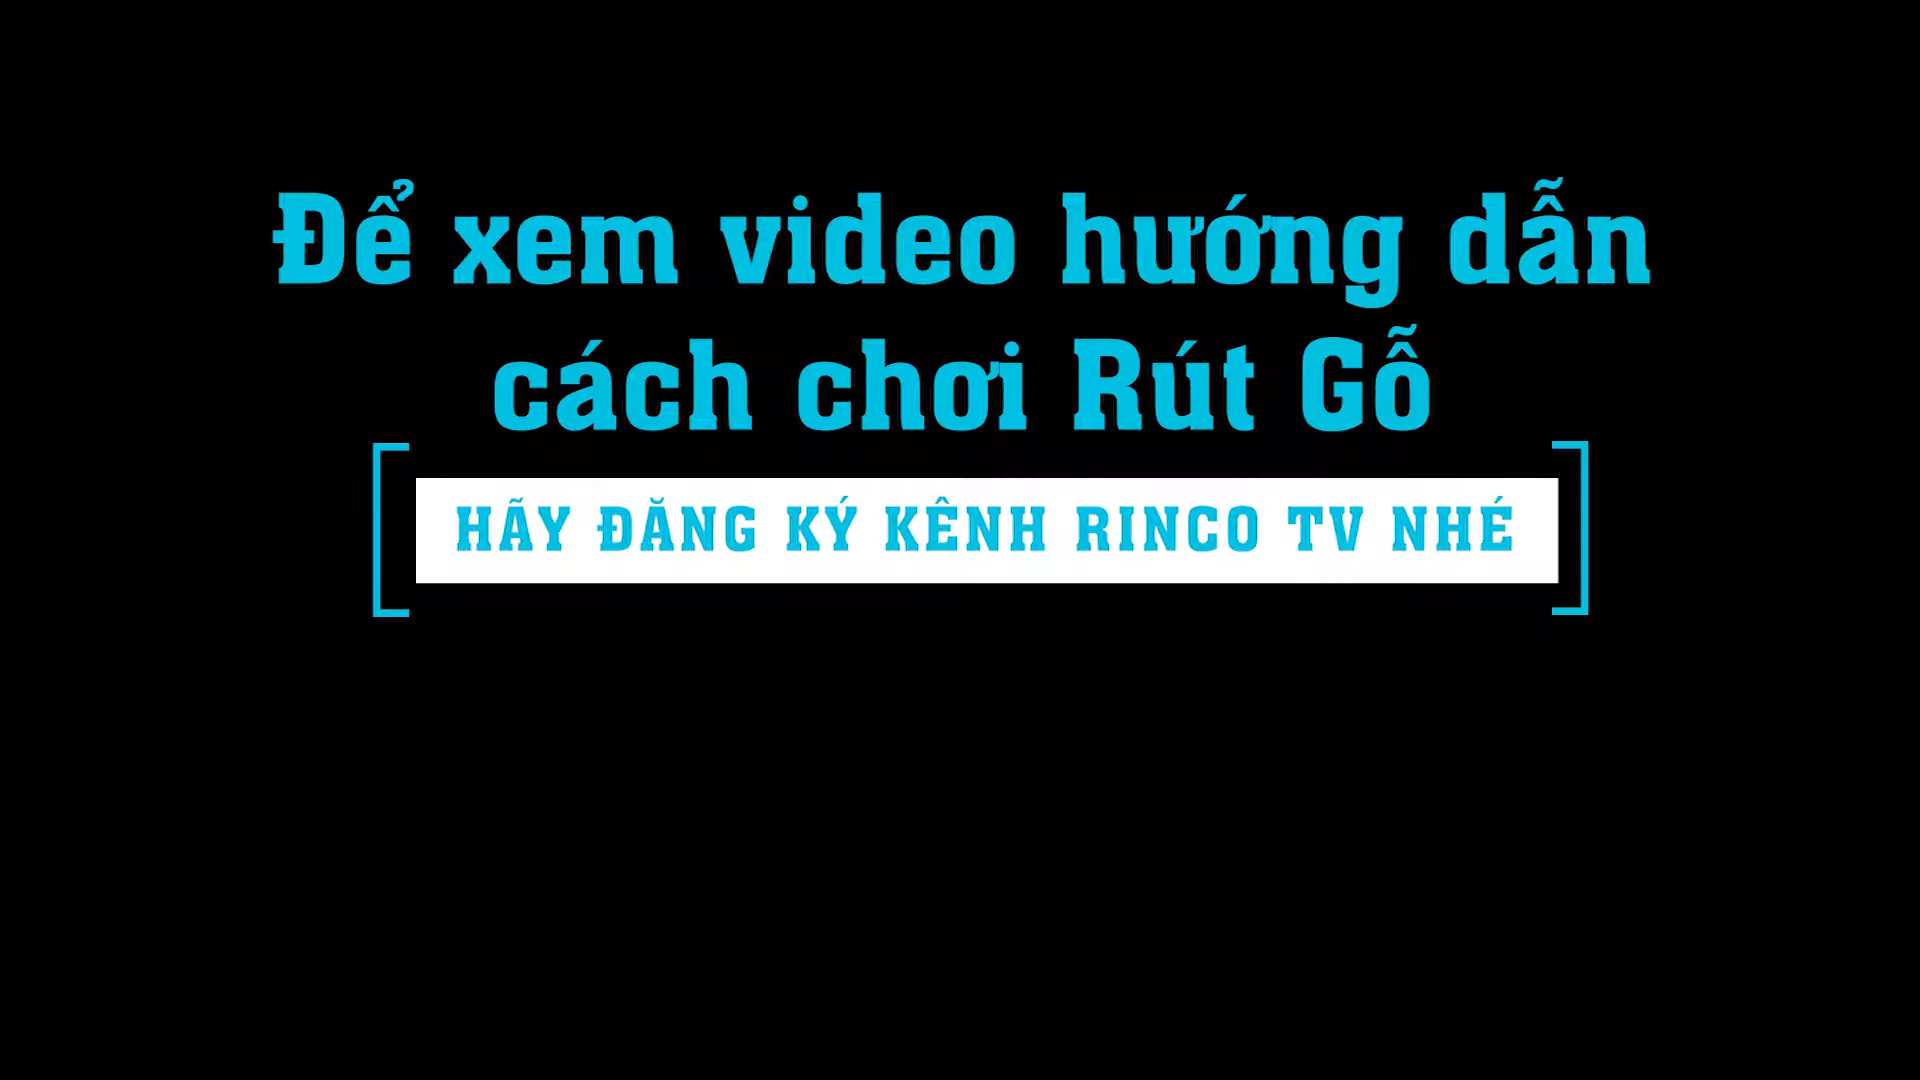 Để xem video hướng dẫn
cách chơi Rút Gỗ
HÃY ĐĂNG KÝ KÊNH RINCO TV NHÉ